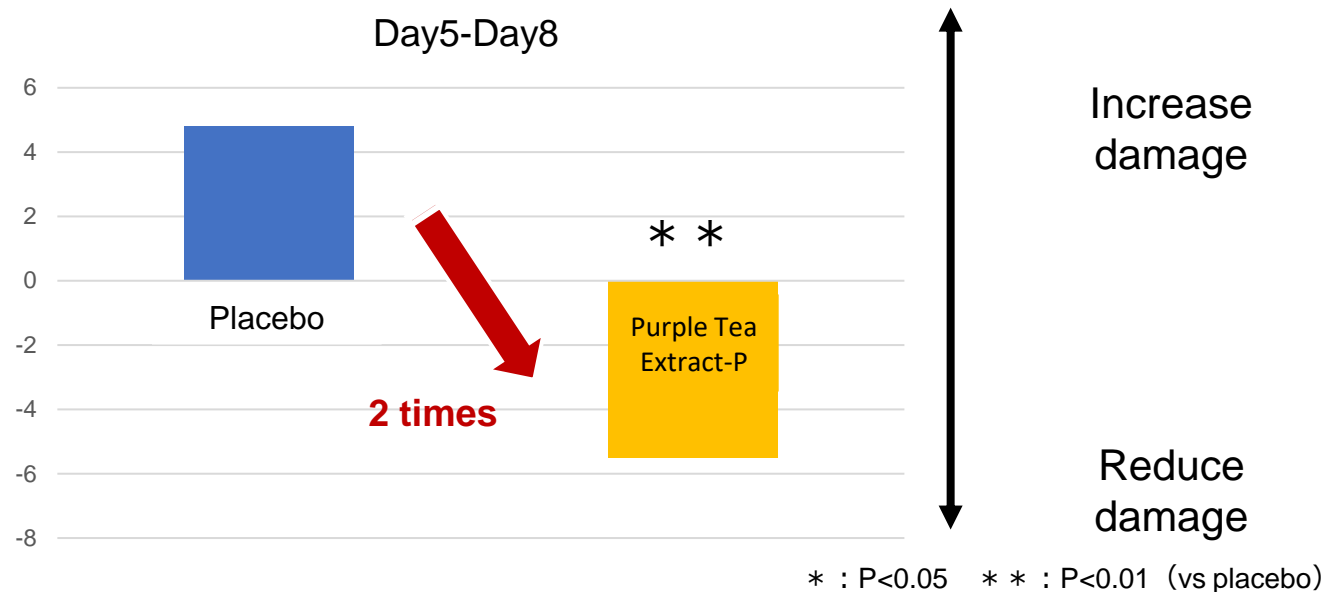 Day5-Day8
6
4
2
0
-2
-4
-6
-8
Placebo
＊＊
Purple Tea
Extract-P
2 times
Increase
damage
Reduce
damage
＊：P<0.05　＊＊：P<0.01（vs placebo）